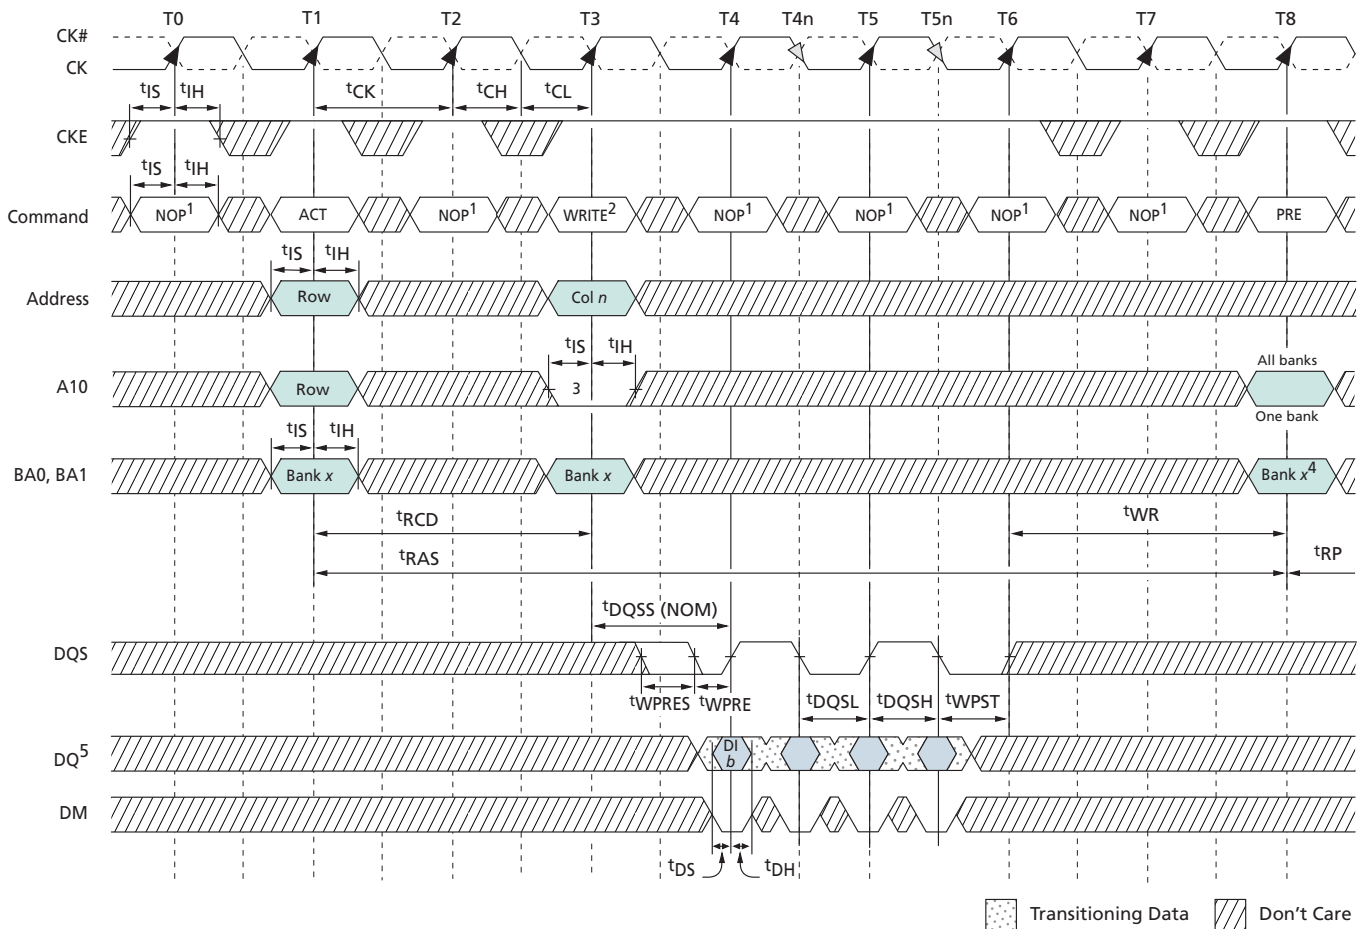 T0 T1 T2 T3 T4 T4n T5 T5n T6 T7 T8
CK#
CK
tIS tIH tCK tCH tCL
CKE
tIS tIH
Command NOP1 ACT NOP1 WRITE2 NOP1 NOP1 NOP1 NOP1 PRE
tIS tIH
Address Row Col n
tIS tIH All banks
A10 Row 3
One bank
tIS tIH
BA0, BA1 Bank x Bank x Bank x4
tRCD tWR
tRAS tRP
tDQSS (NOM)
DQS
tWPRES tWPRE tDQSL tDQSH tWPST
DQ5 DI
b
DM
tDS tDH
Transitioning Data Don't Care